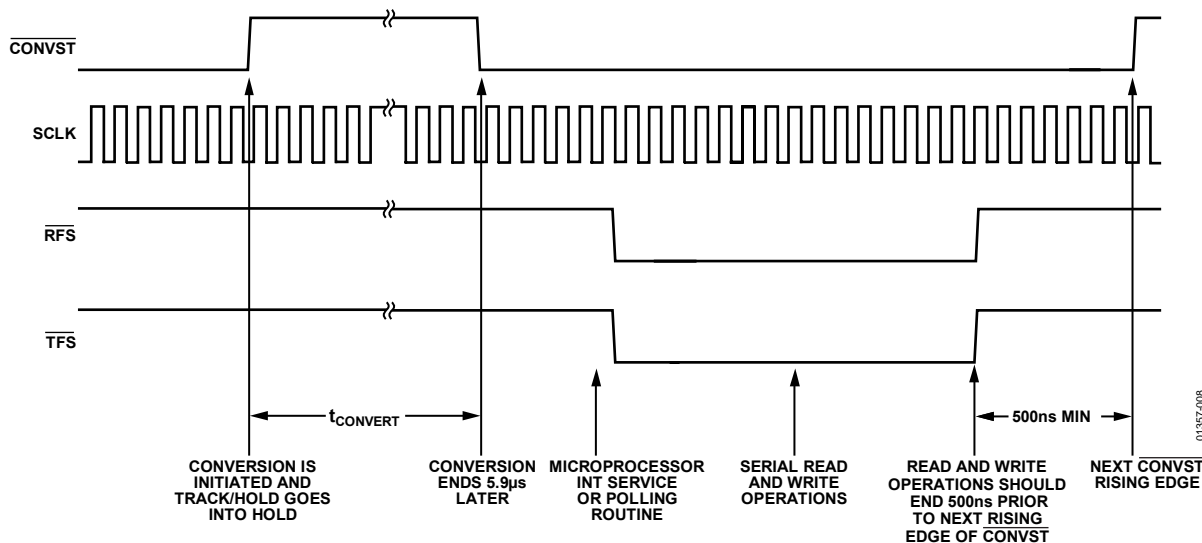 CONVST
SCLK
RFS
TFS
tCONVERT
500ns MIN
CONVERSION IS
INITIATED AND
TRACK/HOLD GOES
INTO HOLD
CONVERSION
ENDS 5.9µs
LATER
MICROPROCESSOR
INT SERVICE
OR POLLING
ROUTINE
SERIAL READ
AND WRITE
OPERATIONS
READ AND WRITE
OPERATIONS SHOULD
END 500ns PRIOR
TO NEXT RISING
EDGE OF CONVST
NEXT CONVST
RISING EDGE
01357-008